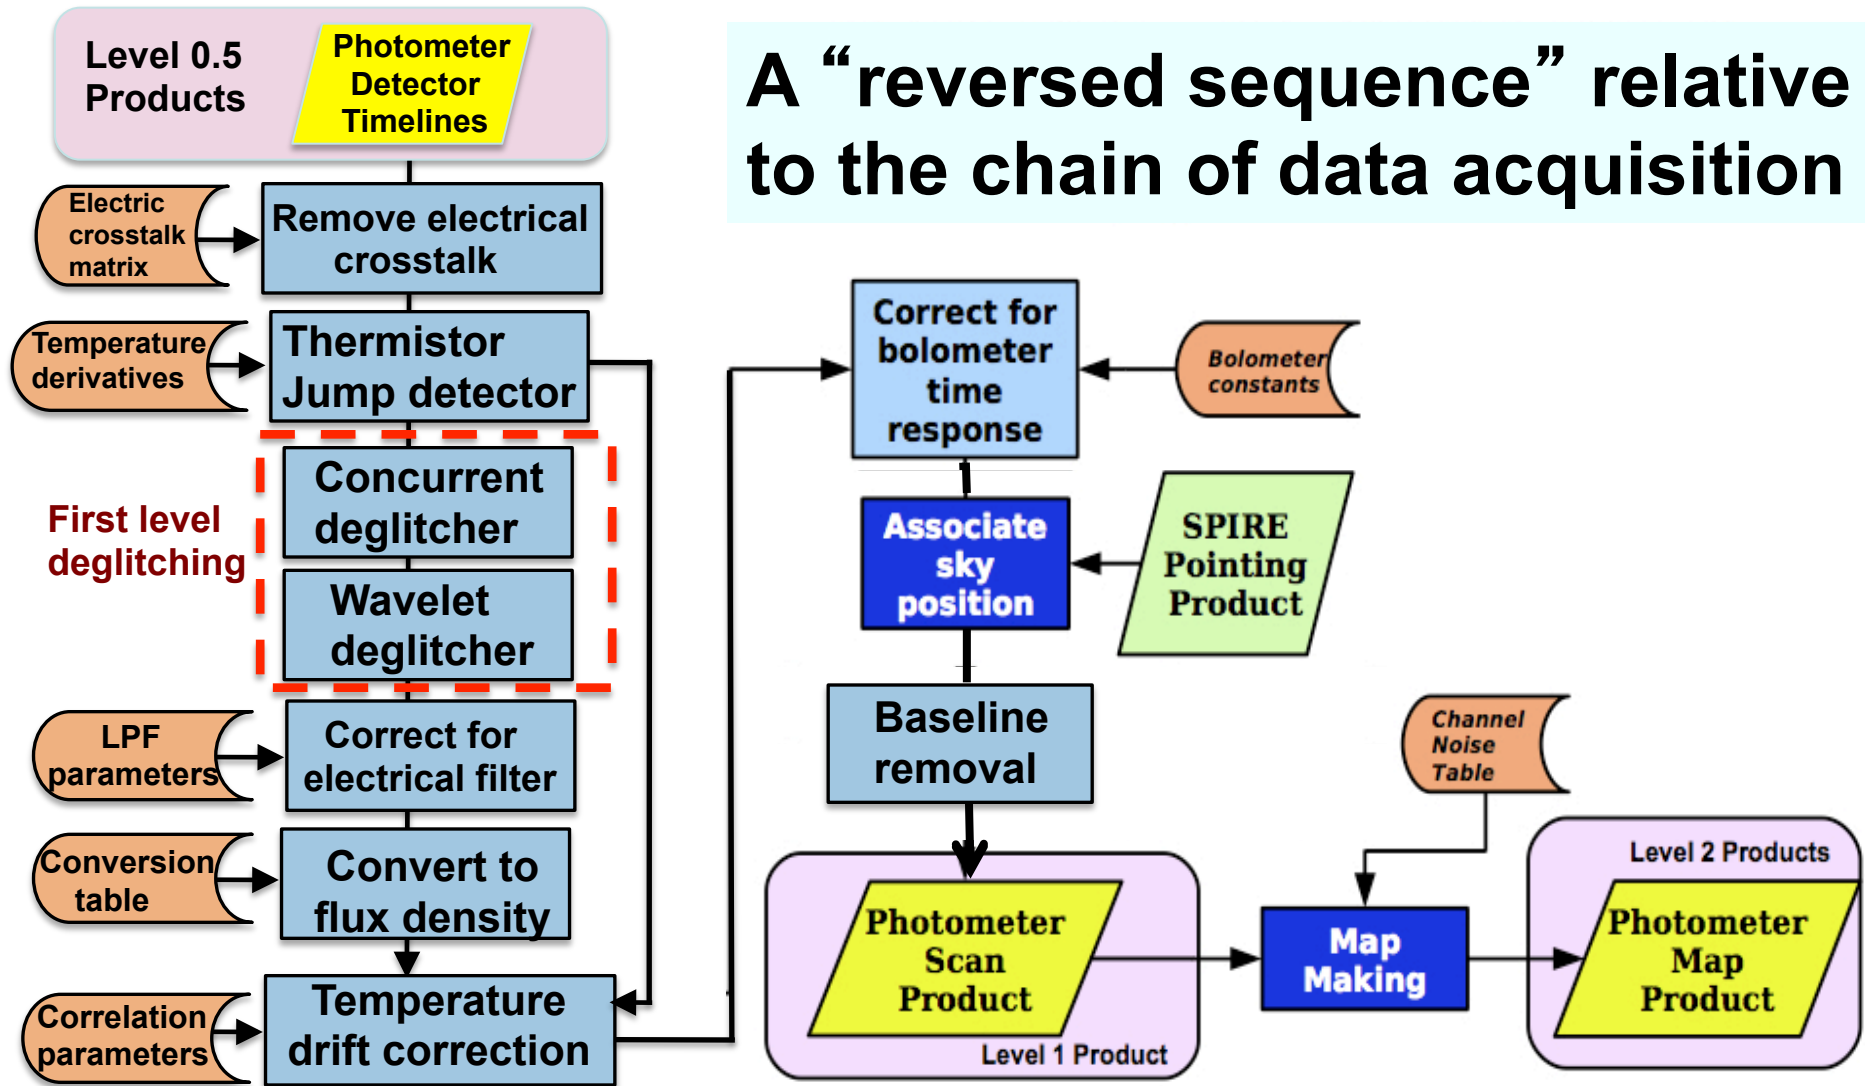 Level 0.5
Products
Photometer
Detector
Timelines
A “reversed sequence” relative
to the chain of data acquisition
Electric
crosstalk
matrix
Remove electrical
crosstalk
Temperature
derivatives
Thermistor
Jump detector
First level
deglitching
Concurrent
deglitcher
Wavelet
deglitcher
LPF
parameters
Correct for
electrical filter
Conversion
table
Convert to
flux density
Correlation
parameters
Temperature
drift correction
Correct for
bolometer
time
response
Bolometer
constants
Associate
sky
position
SPIRE
Pointing
Product
Baseline
removal
Channel
Noise
Table
Photometer
Scan
Product
Level 1 Product
Map
Making
Level 2 Products
Photometer
Map
Product